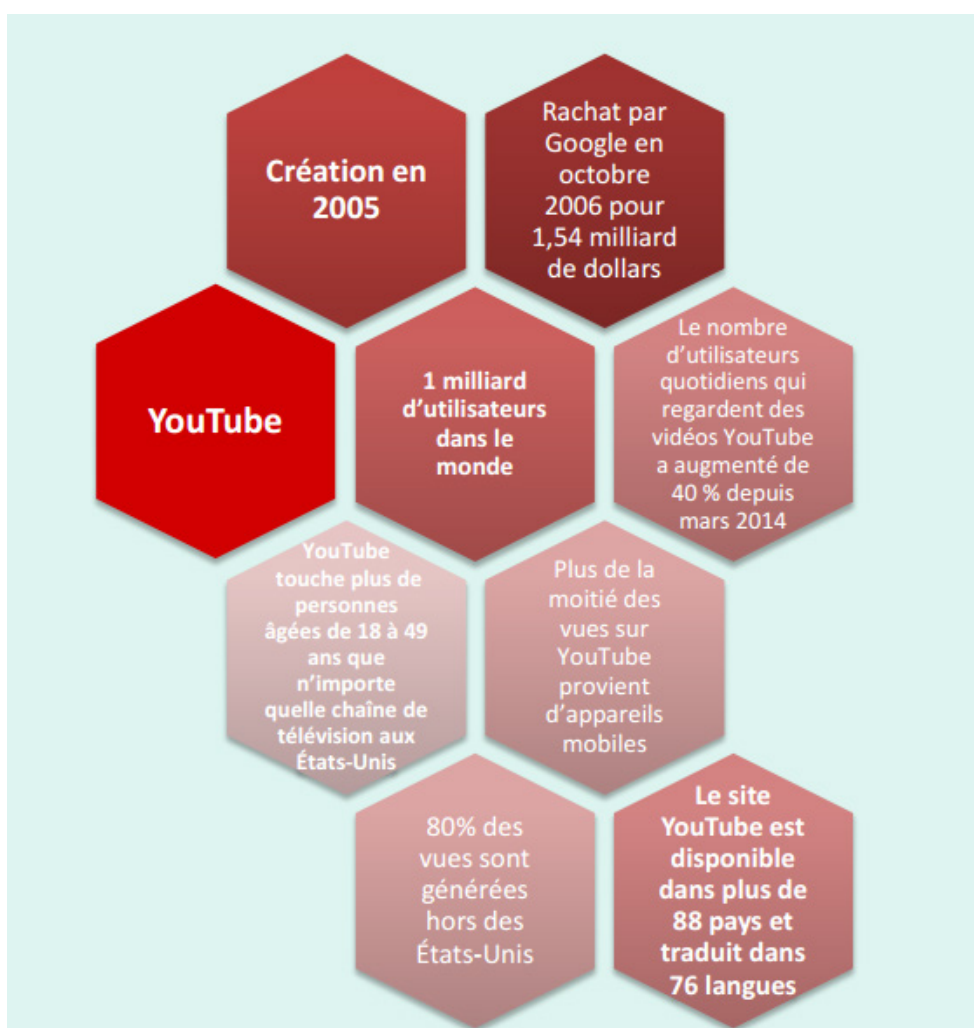 Création en
2005
Rachat par
Google en
octobre
2006 pour
1,54 milliard
de dollars
YouTube
1 milliard
d’utilisateurs
dans le
monde
Le nombre
d’utilisateurs
quotidiens qui
regardent des
vidéos YouTube
a augmenté de
40 % depuis
mars 2014
YouTube
touche plus de
personnes
âgées de 18 à 49
ans que
n’importe
quelle chaîne de
télévision aux
États-Unis
Plus de la
moitié des
vues sur
YouTube
provient
d’appareils
mobiles
80% des
vues sont
générées
hors des
États-Unis
Le site
YouTube est
disponible
dans plus de
88 pays et
traduit dans
76 langues